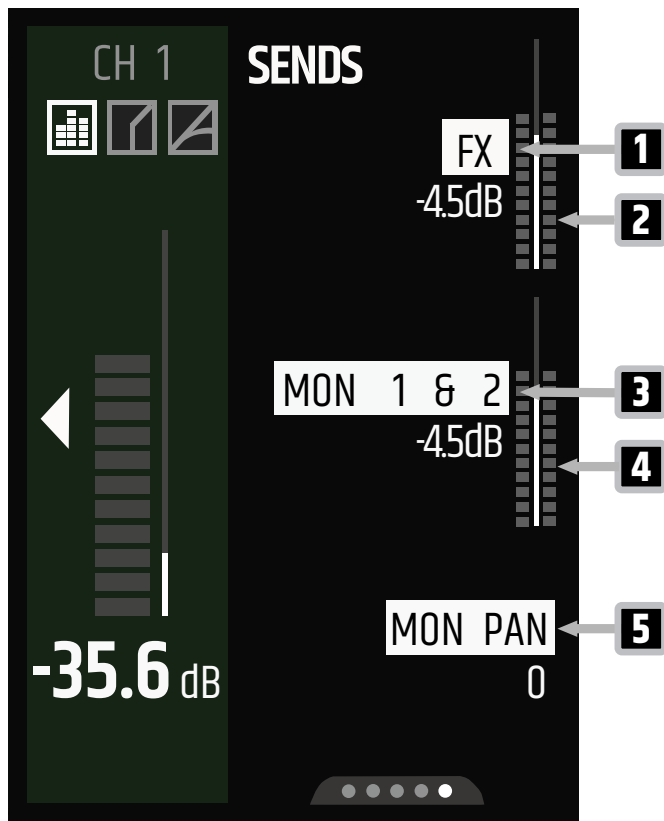 CH 1
SENDS
FX
-4.5dB
1
2
MON 1 & 2
-4.5dB
3
4
MON PAN
0
5
-35.6 dB